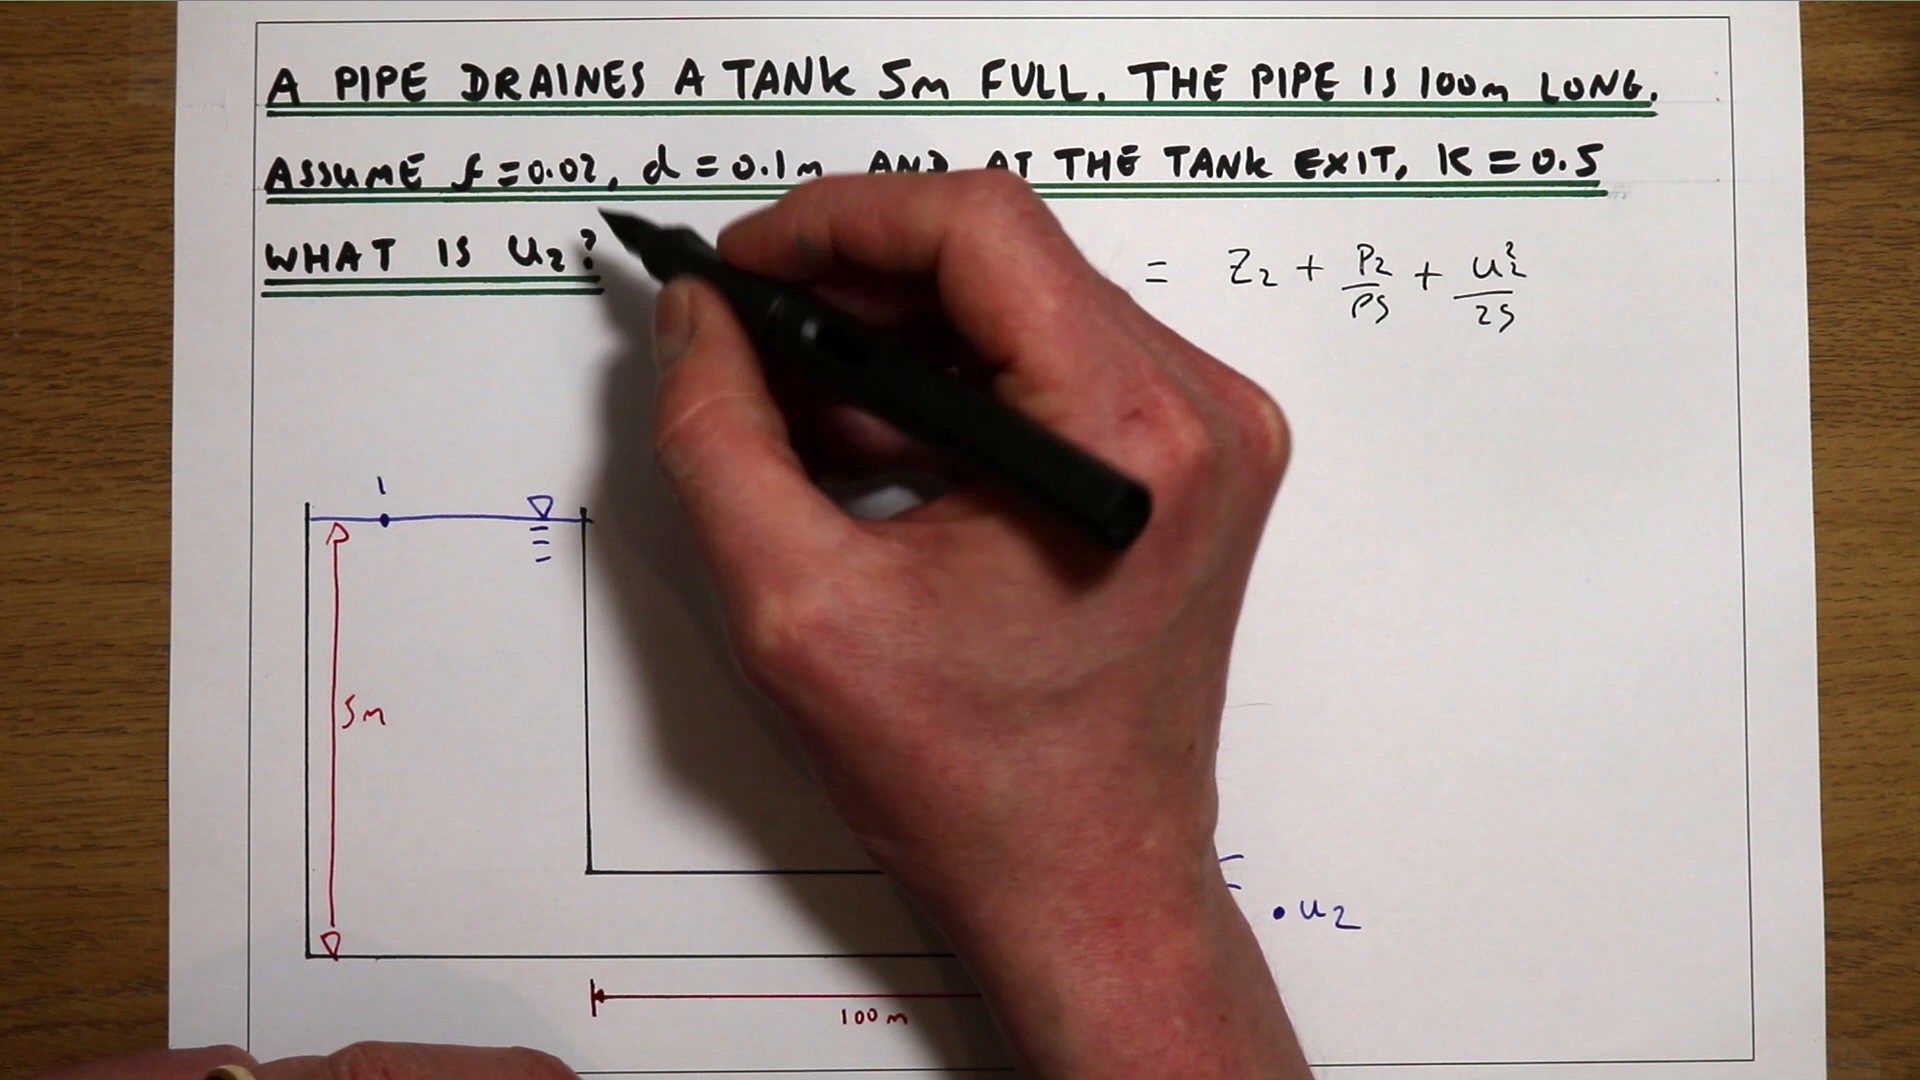 A PIPE DRAINES A TANK 5m FULL. THE PIPE IS 100m LONG.
ASSUME f=0.02, d=0.1m AND AT THE TANK EXIT, K=0.5
WHAT IS u₂?
= Z₂ + P₂/ρg + u₂²/2g
1
5m
u₂
100m